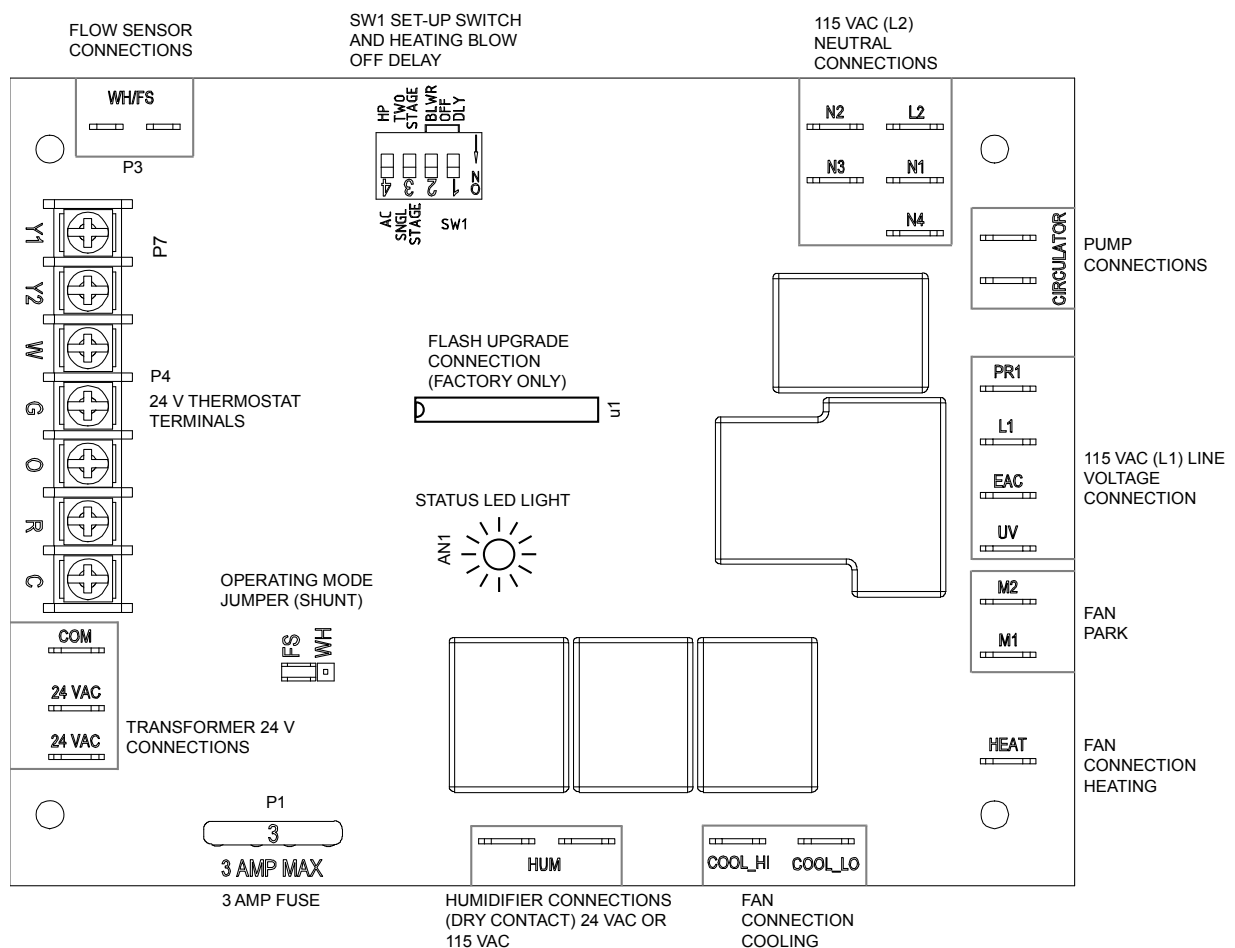 FLOW SENSOR
CONNECTIONS
SW1 SET-UP SWITCH
AND HEATING BLOW
OFF DELAY
115 VAC (L2)
NEUTRAL
CONNECTIONS
WH/FS
P3
HP
TWO
STAGE
BLWR
OFF
DLY
4
3
2
1
NO
AC
SNGL
STAGE
SW1
N2
L2
N3
N1
N4
CIRCULATOR
PUMP
CONNECTIONS
Y1
Y2
W
G
O
R
C
P7
P4
24 V THERMOSTAT
TERMINALS
FLASH UPGRADE
CONNECTION
(FACTORY ONLY)
u1
STATUS LED LIGHT
AN1
PR1
L1
EAC
UV
115 VAC (L1) LINE
VOLTAGE
CONNECTION
M2
M1
FAN
PARK
OPERATING MODE
JUMPER (SHUNT)
FS
WH
COM
24 VAC
24 VAC
TRANSFORMER 24 V
CONNECTIONS
HEAT
FAN
CONNECTION
HEATING
P1
3
3 AMP MAX
3 AMP FUSE
HUM
HUMIDIFIER CONNECTIONS
(DRY CONTACT) 24 VAC OR
115 VAC
COOL_HI
COOL_LO
FAN
CONNECTION
COOLING